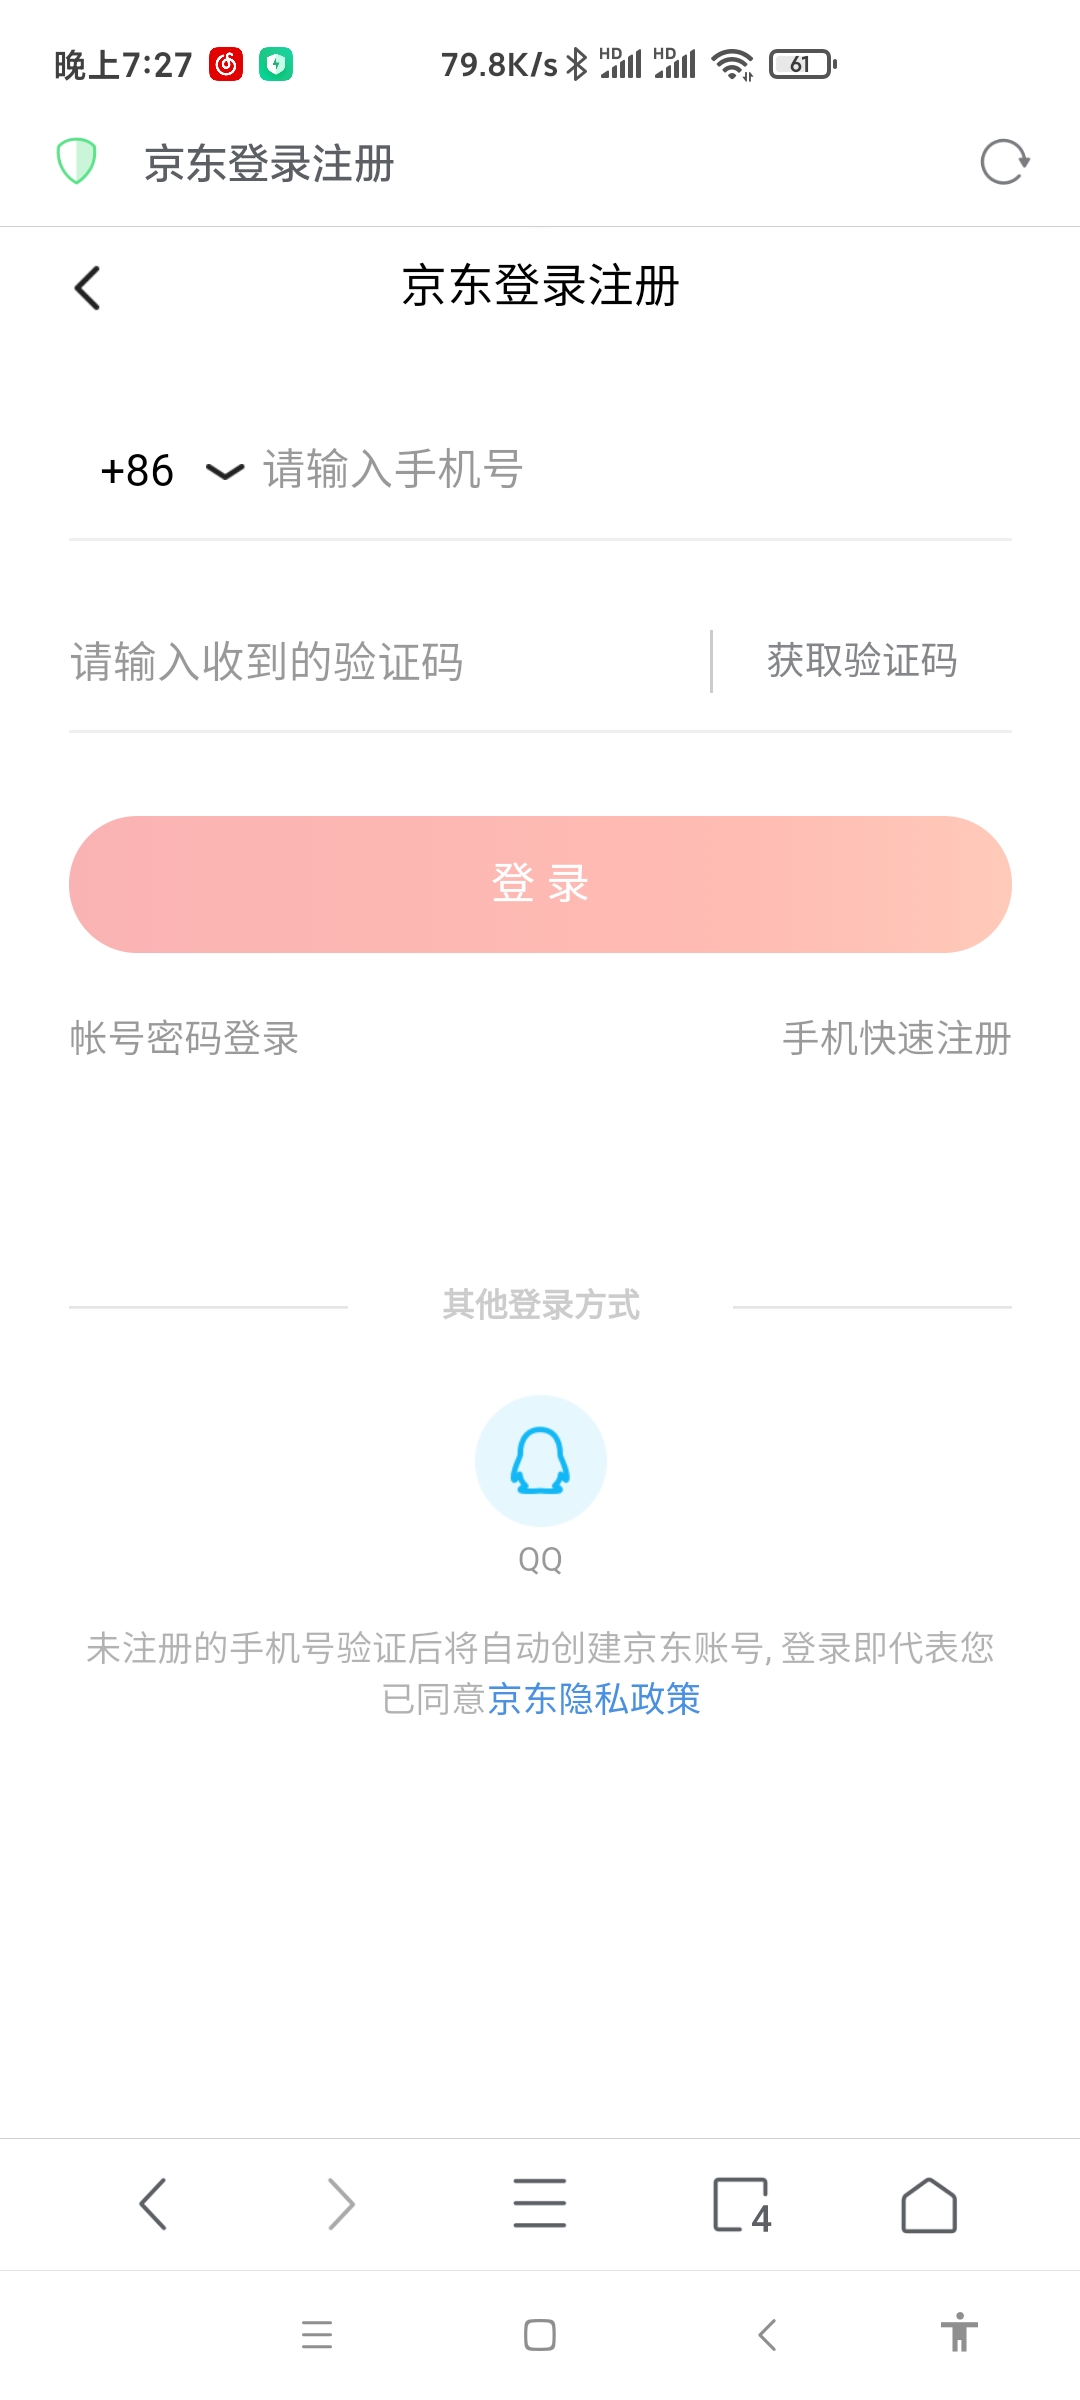 晚上7:27 79.8K/s HD HD 61
京东登录注册
京东登录注册
+86 请输入手机号
请输入收到的验证码 获取验证码
登 录
帐号密码登录 手机快速注册
其他登录方式
QQ
未注册的手机号验证后将自动创建京东账号, 登录即代表您
已同意京东隐私政策
4